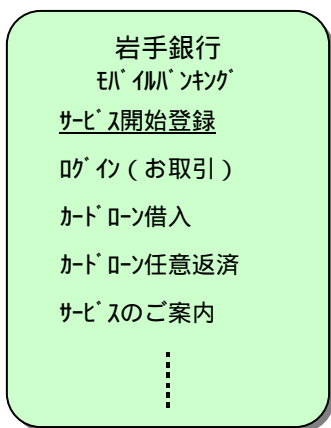 岩手銀行
ﾓﾊﾞｲﾙﾊﾞﾝｷﾝｸﾞ
ｻｰﾋﾞｽ開始登録
ﾛｸﾞｲﾝ（お取引）
ｶｰﾄﾞﾛｰﾝ借入
ｶｰﾄﾞﾛｰﾝ任意返済
ｻｰﾋﾞｽのご案内